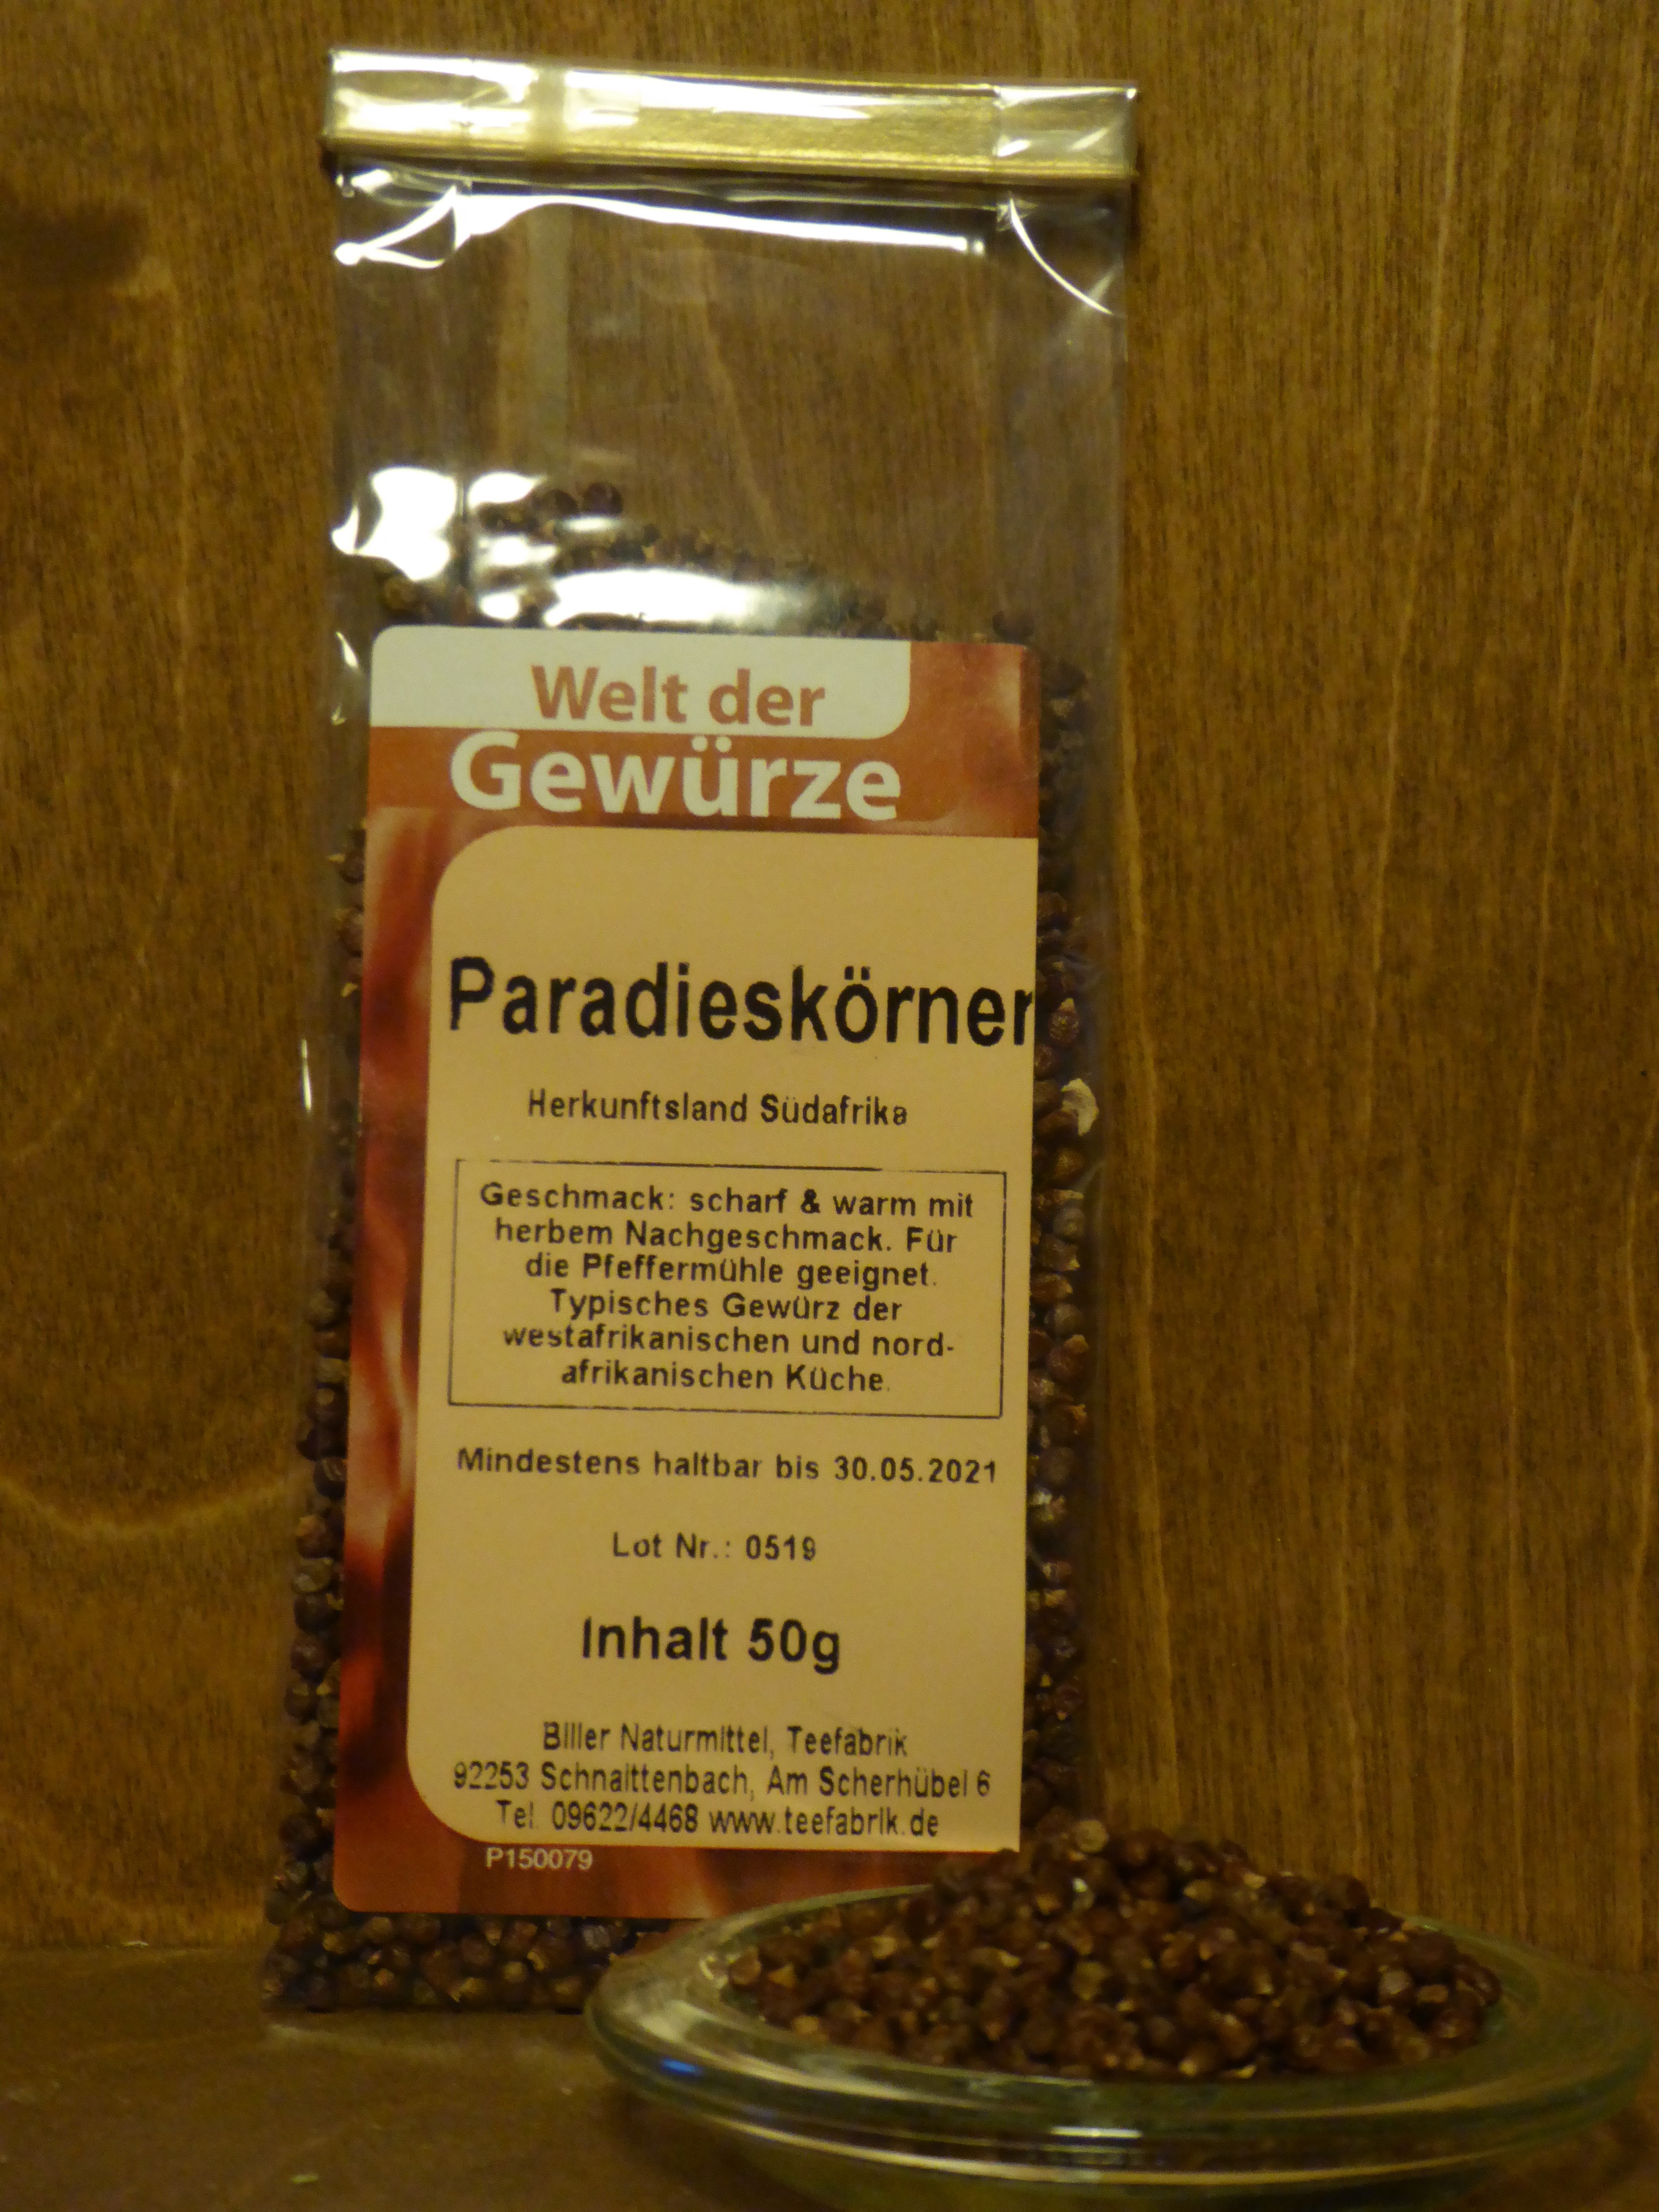 Welt der
Gewürze
Paradieskörner
Herkunftsland Südafrika
Geschmack: scharf & warm mit
herbem Nachgeschmack. Für
die Pfeffermühle geeignet.
Typisches Gewürz der
westafrikanischen und nord-
afrikanischen Küche.
Mindestens haltbar bis 30.05.2021
Lot Nr.: 0519
Inhalt 50g
Biller Naturmittel, Teefabrik
92253 Schnaittenbach, Am Scherhübel 6
Tel. 09622/4468 www.teefabrik.de
P150079